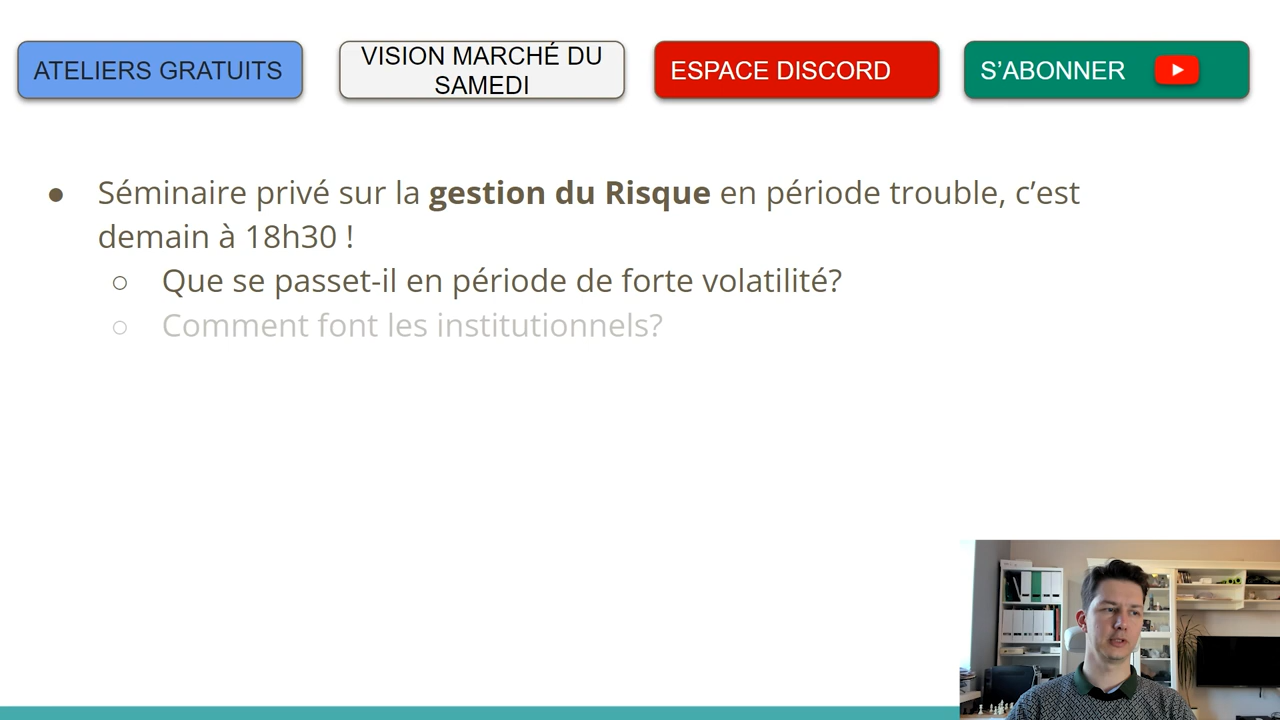 ATELIERS GRATUITS
VISION MARCHÉ DU
SAMEDI
ESPACE DISCORD
S’ABONNER
● Séminaire privé sur la gestion du Risque en période trouble, c’est
demain à 18h30 !
○ Que se passet-il en période de forte volatilité?
○ Comment font les institutionnels?